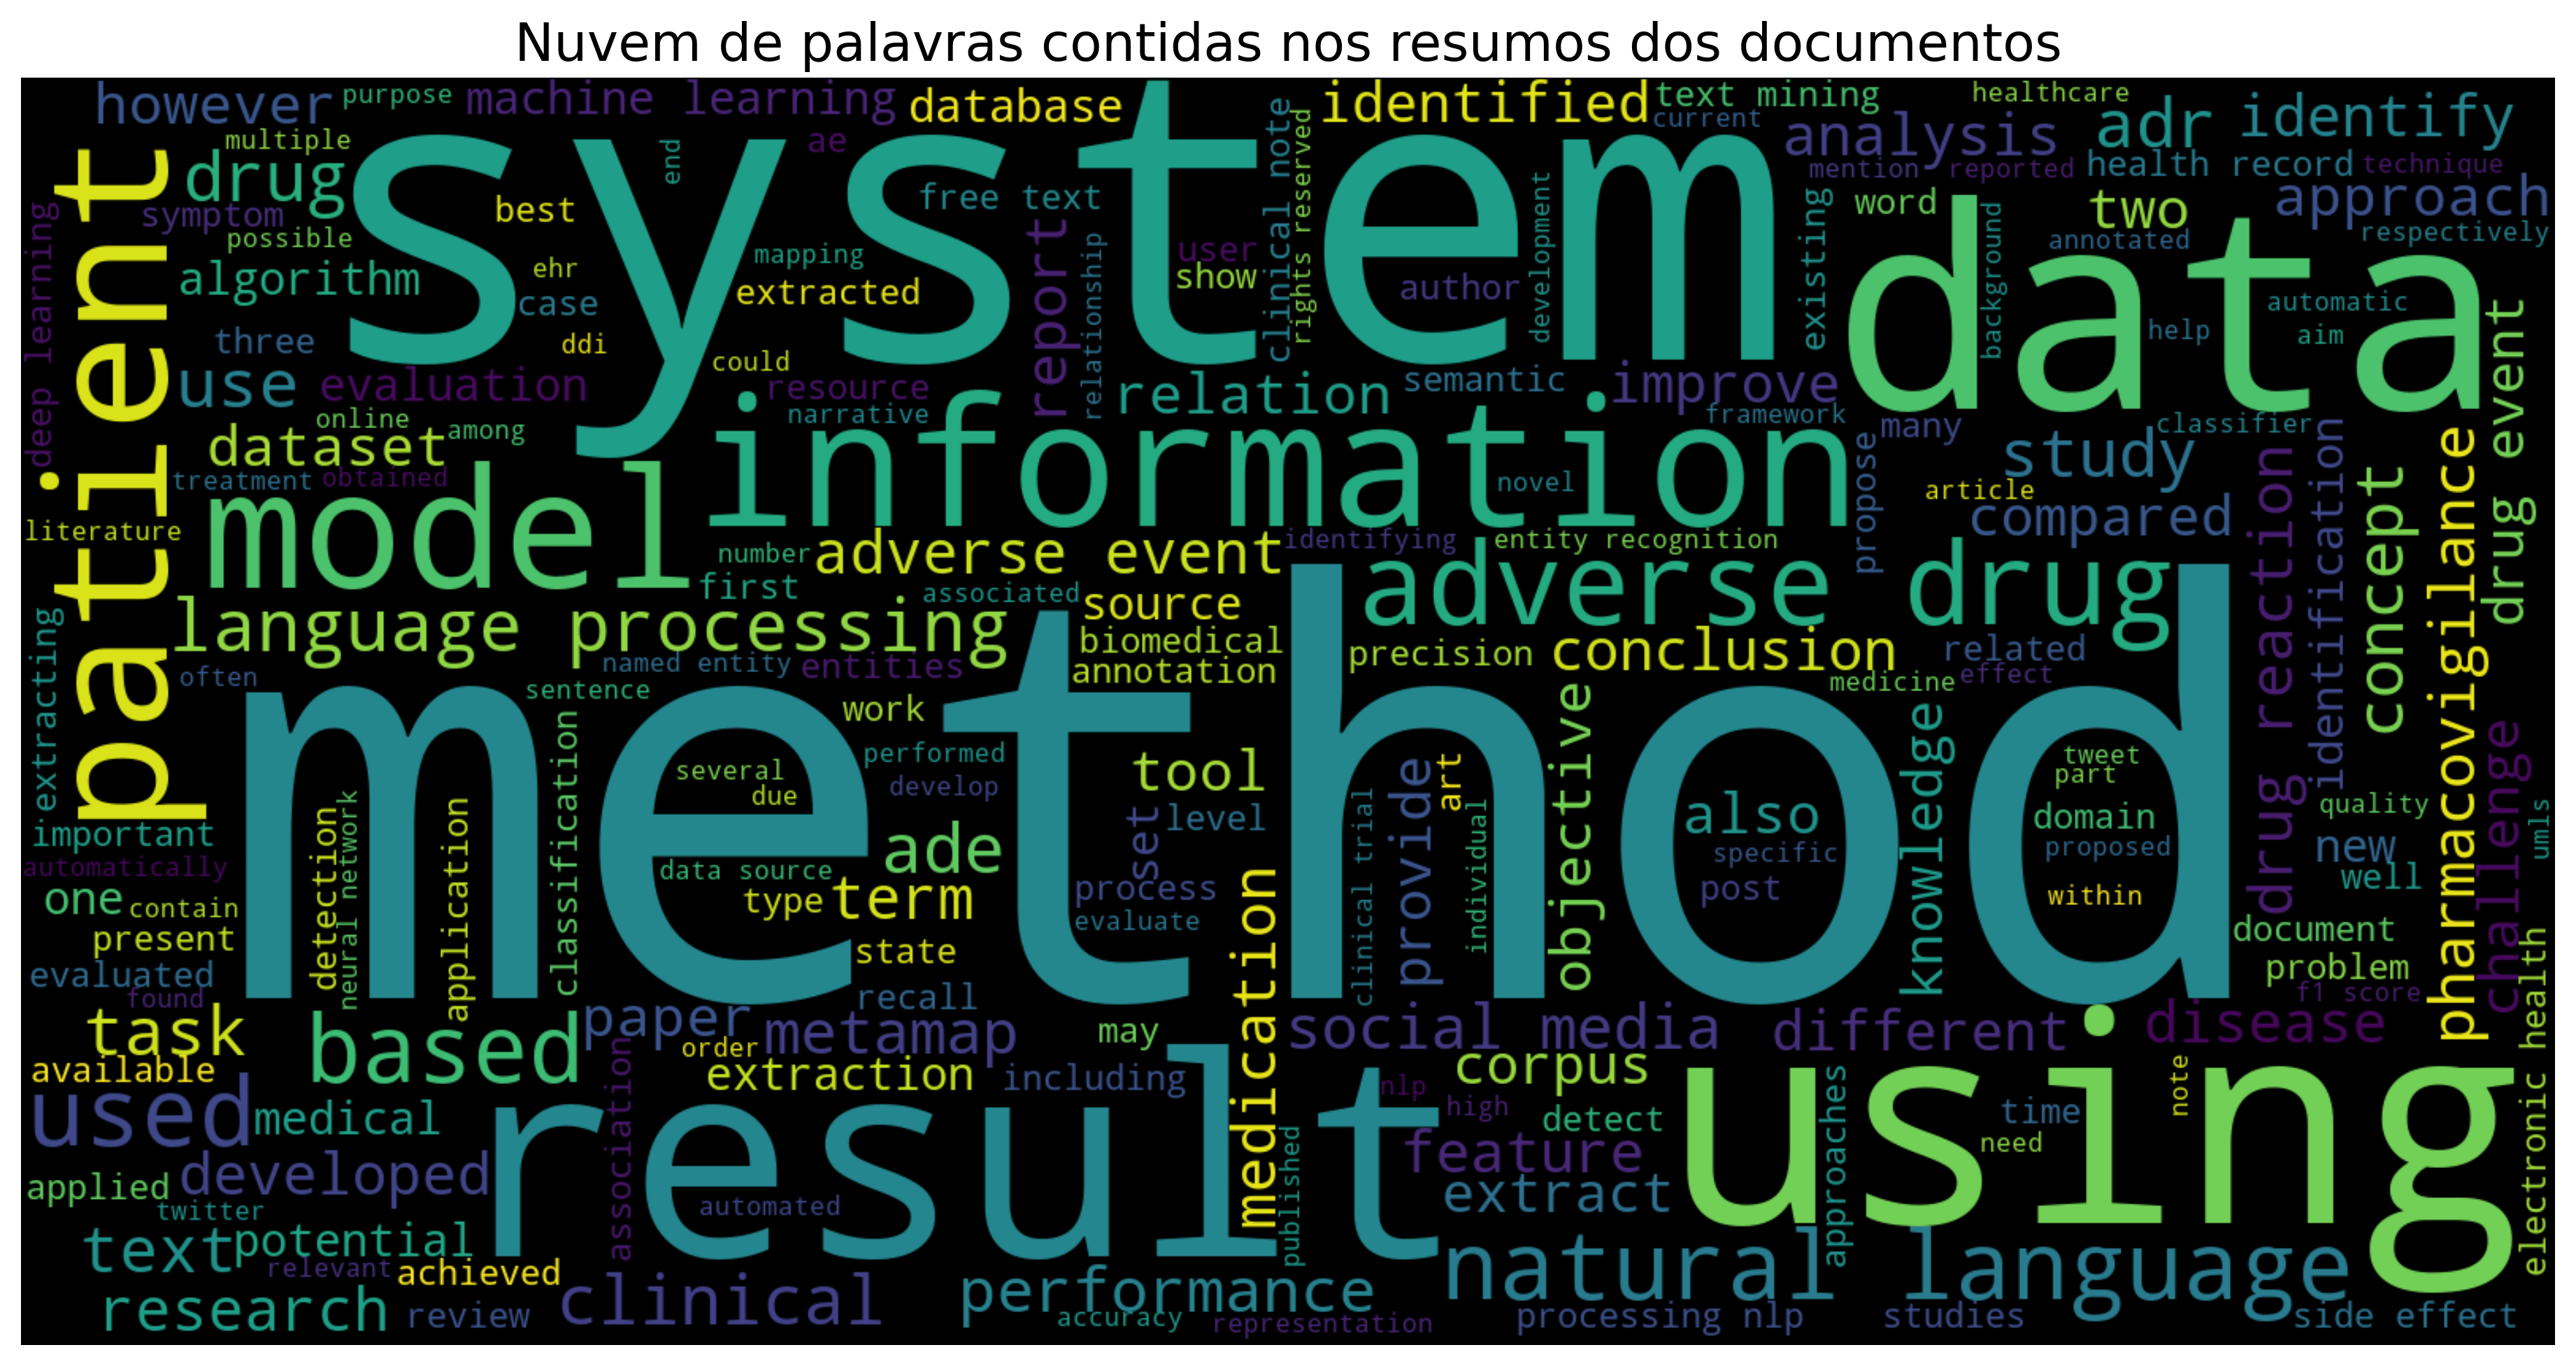 Nuvem de palavras contidas nos resumos dos documentos
however
purpose
machine learning
database
identified
text mining
healthcare
multiple
ae
end
current
analysis
adr
identify
patient
drug
system
clinical note
rights reserved
mention
reported
health record
technique
symptom
best
free text
report
development
existing
word
two
approach
deep learning
possible
mapping
user
relationship
data
background
annotated
respectively
algorithm
ehr
extracted
show
author
automatic
case
three
ddi
help
aim
drug event
use
evaluation
could
resource
relation
semantic
improve
online
narrative
information
framework
many
classifier
dataset
among
study
treatment
obtained
model
novel
propose
article
drug reaction
identification
concept
pharmacovigilance
literature
number
adverse event
identifying
entity recognition
compared
first
associated
source
adverse drug
language processing
biomedical
conclusion
related
extracting
often
named entity
entities
annotation
precision
medicine
effect
sentence
work
objective
knowledge
method
performed
tool
provide
art
tweet
part
several
due
develop
challenge
important
detection
neural network
application
classification
ade
set
level
clinical trial
individual
also
domain
quality
umls
automatically
data source
specific
proposed
new
one
contain
type
term
process
post
within
well
present
evaluate
document
evaluated
state
medication
problem
found
recall
f1 score
task
based
paper
metamap
may
social media
different
disease
electronic health
available
order
extraction
including
corpus
using
used
medical
association
result
nlp
high
detect
approaches
time
note
feature
need
applied
developed
published
extract
twitter
automated
text
potential
relevant
achieved
natural language
research
review
clinical
performance
accuracy
representation
processing nlp
studies
side effect